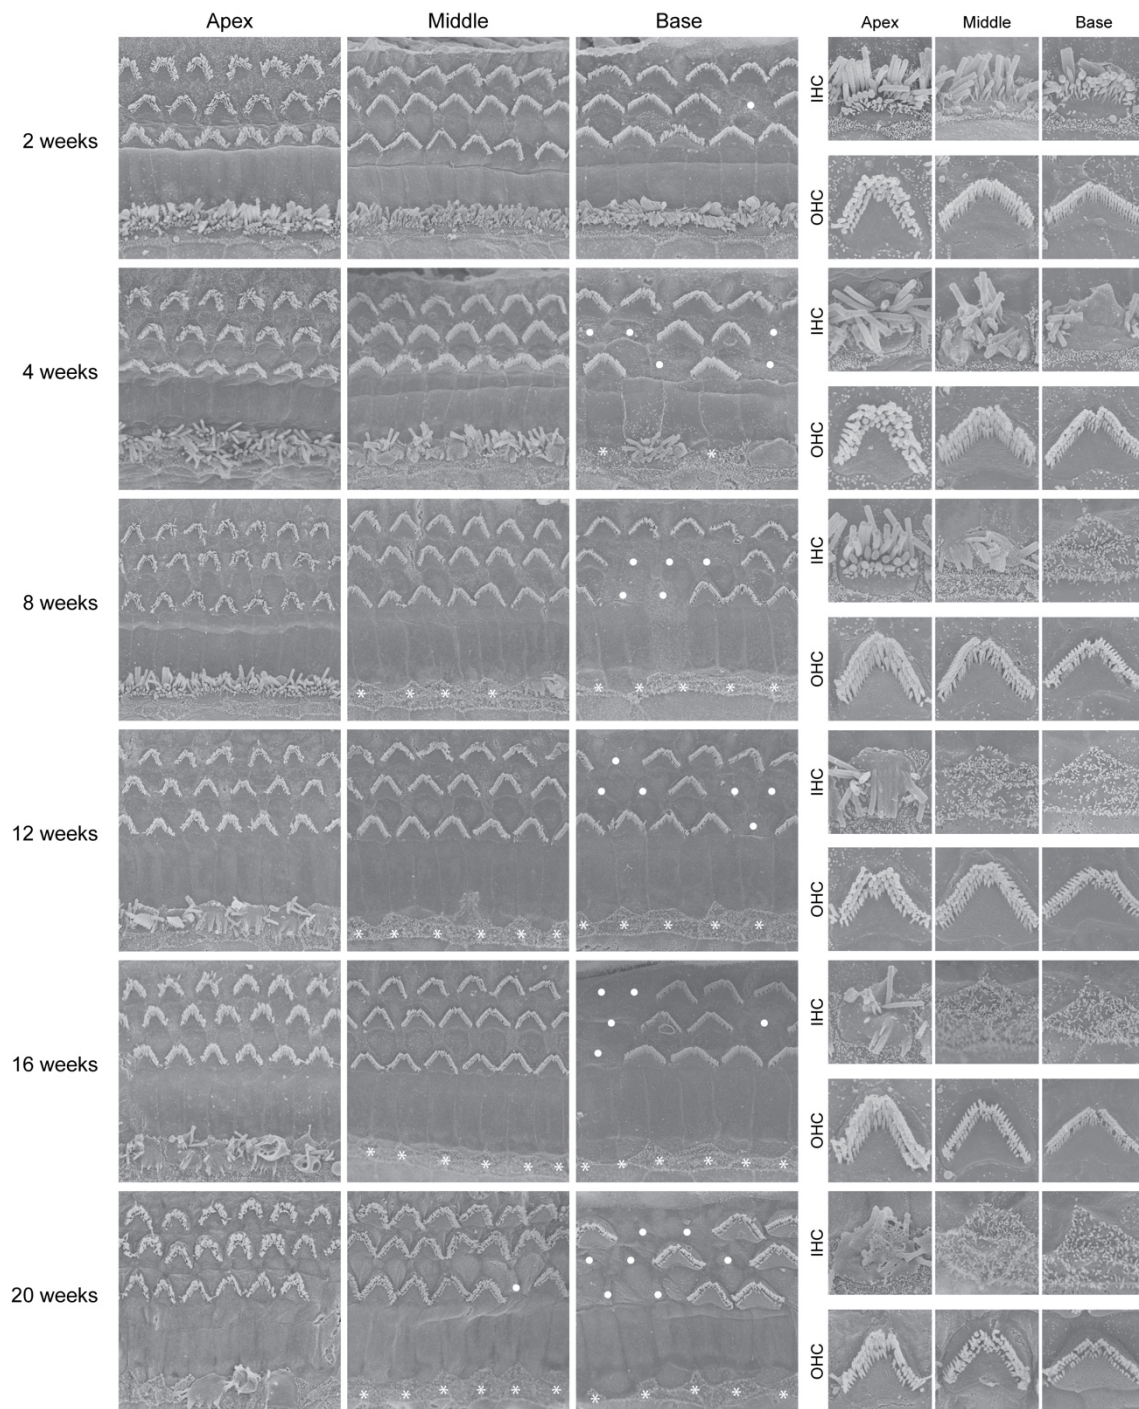 Apex Middle Base Apex Middle Base
IHC
2 weeks
OHC
IHC
4 weeks
OHC
IHC
8 weeks
OHC
IHC
12 weeks
OHC
IHC
16 weeks
OHC
IHC
20 weeks
OHC